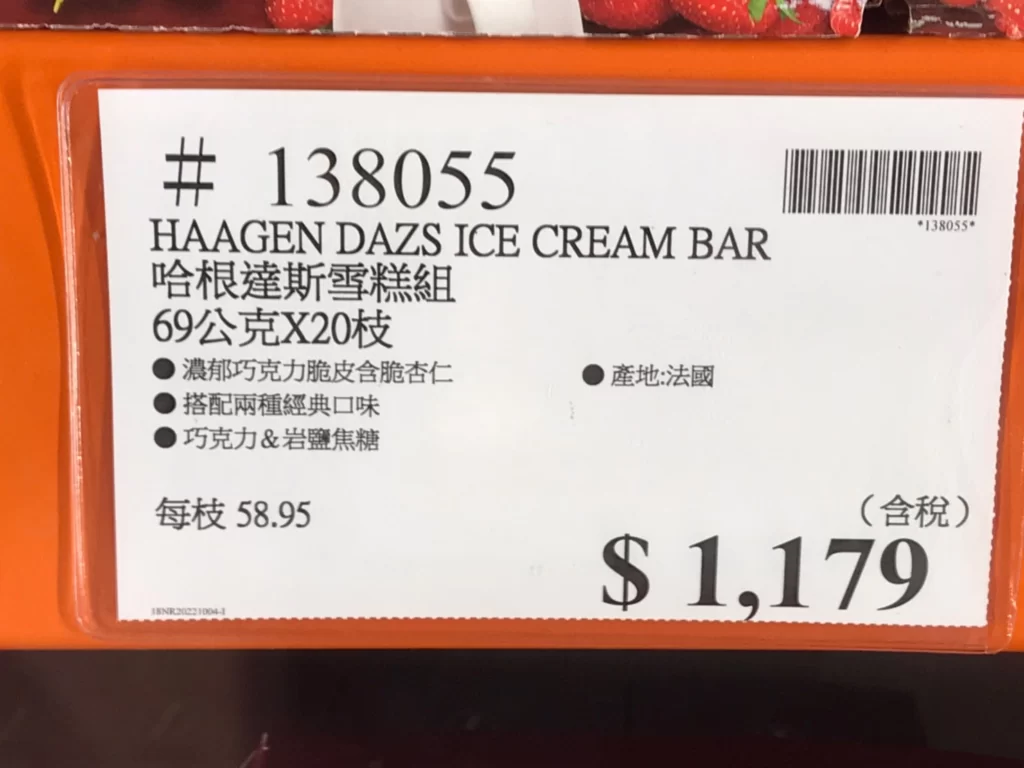 # 138055
*138055*
HAAGEN DAZS ICE CREAM BAR
哈根達斯雪糕組
69公克X20枝
● 濃郁巧克力脆皮含脆杏仁
● 產地:法國
● 搭配兩種經典口味
● 巧克力&岩鹽焦糖
每枝 58.95
（含稅）
$ 1,179
18NR20221004-I